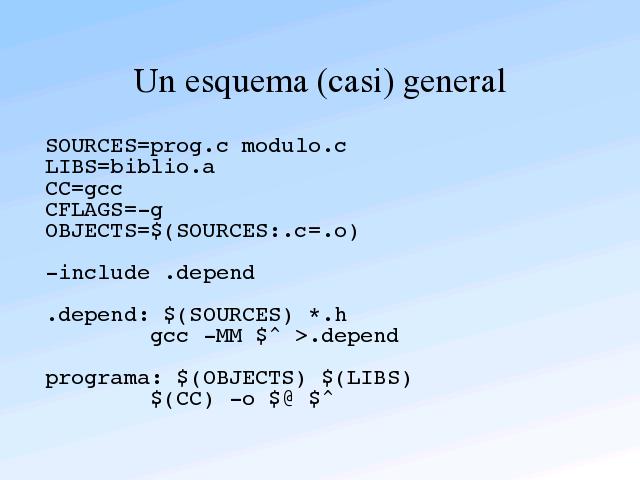 Un esquema (casi) general
SOURCES=prog.c modulo.c
LIBS=biblio.a
CC=gcc
CFLAGS=-g
OBJECTS=$(SOURCES:.c=.o)
-include .depend
.depend: $(SOURCES) *.h
gcc -MM $^ >.depend
programa: $(OBJECTS) $(LIBS)
$(CC) -o $@ $^